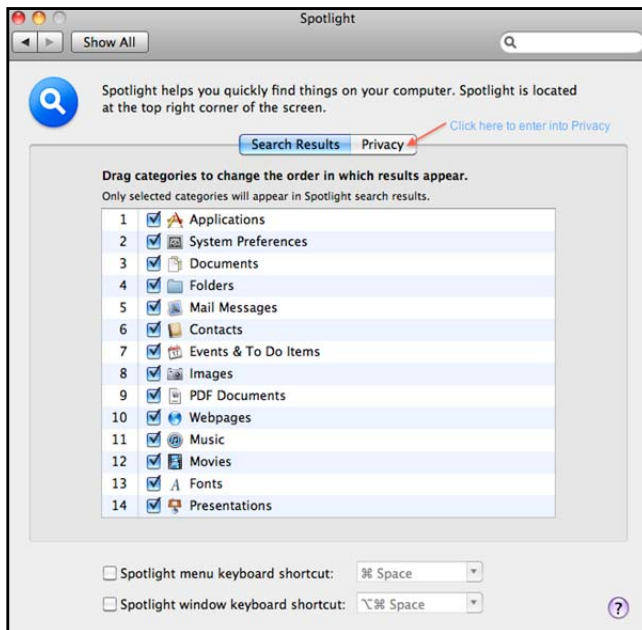 Spotlight
Show All
Spotlight helps you quickly find things on your computer. Spotlight is located
at the top right corner of the screen.
Click here to enter into Privacy
Search Results Privacy
Drag categories to change the order in which results appear.
Only selected categories will appear in Spotlight search results.
1 Applications
2 System Preferences
3 Documents
4 Folders
5 Mail Messages
6 Contacts
7 Events & To Do Items
8 Images
9 PDF Documents
10 Webpages
11 Music
12 Movies
13 Fonts
14 Presentations
Spotlight menu keyboard shortcut: ⌘ Space
Spotlight window keyboard shortcut: ⌥⌘ Space
?